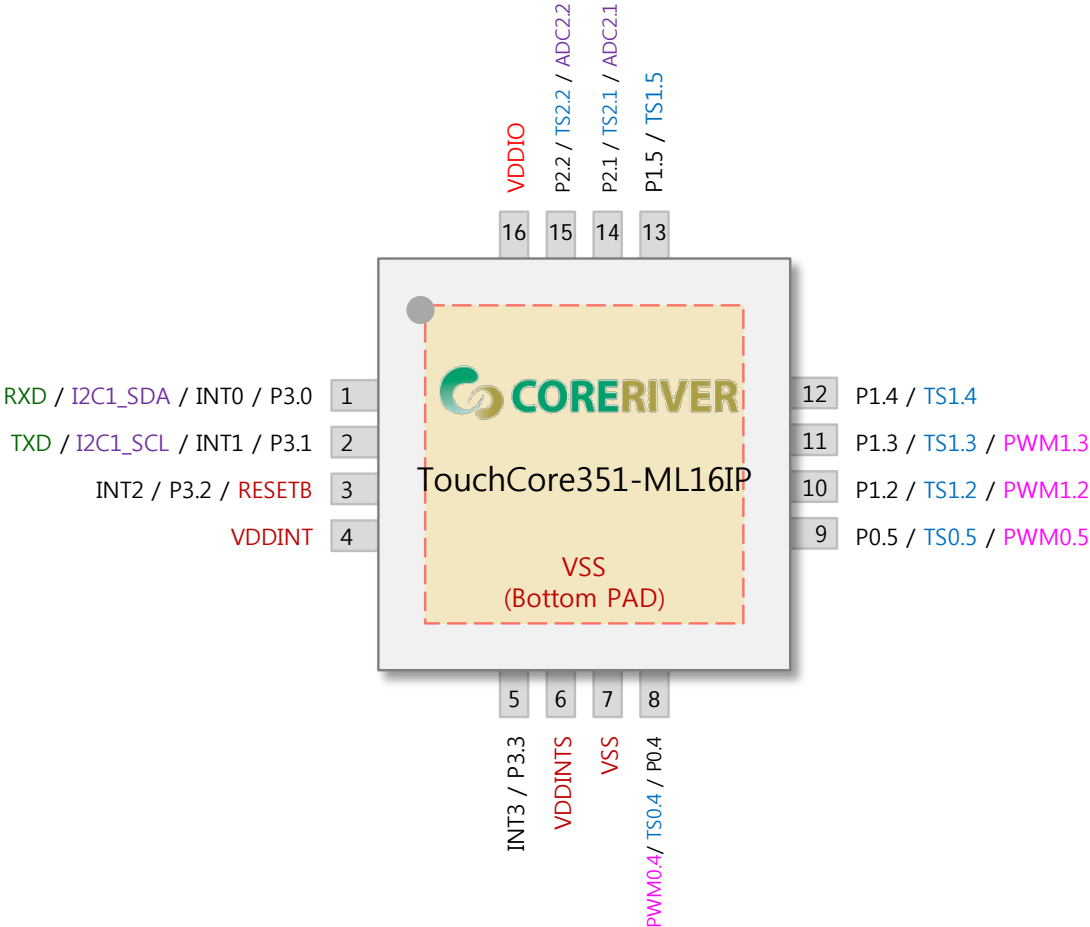 VDDIO
P2.2 / TS2.2 / ADC2.2
P2.1 / TS2.1 / ADC2.1
P1.5 / TS1.5
16
15
14
13
RXD / I2C1_SDA / INT0 / P3.0
1
TXD / I2C1_SCL / INT1 / P3.1
2
INT2 / P3.2 / RESETB
3
VDDINT
4
CORERIVER
TouchCore351-ML16IP
VSS
(Bottom PAD)
12
P1.4 / TS1.4
11
P1.3 / TS1.3 / PWM1.3
10
P1.2 / TS1.2 / PWM1.2
9
P0.5 / TS0.5 / PWM0.5
5
6
7
8
INT3 / P3.3
VDDINTS
VSS
PWM0.4/ TS0.4 / P0.4